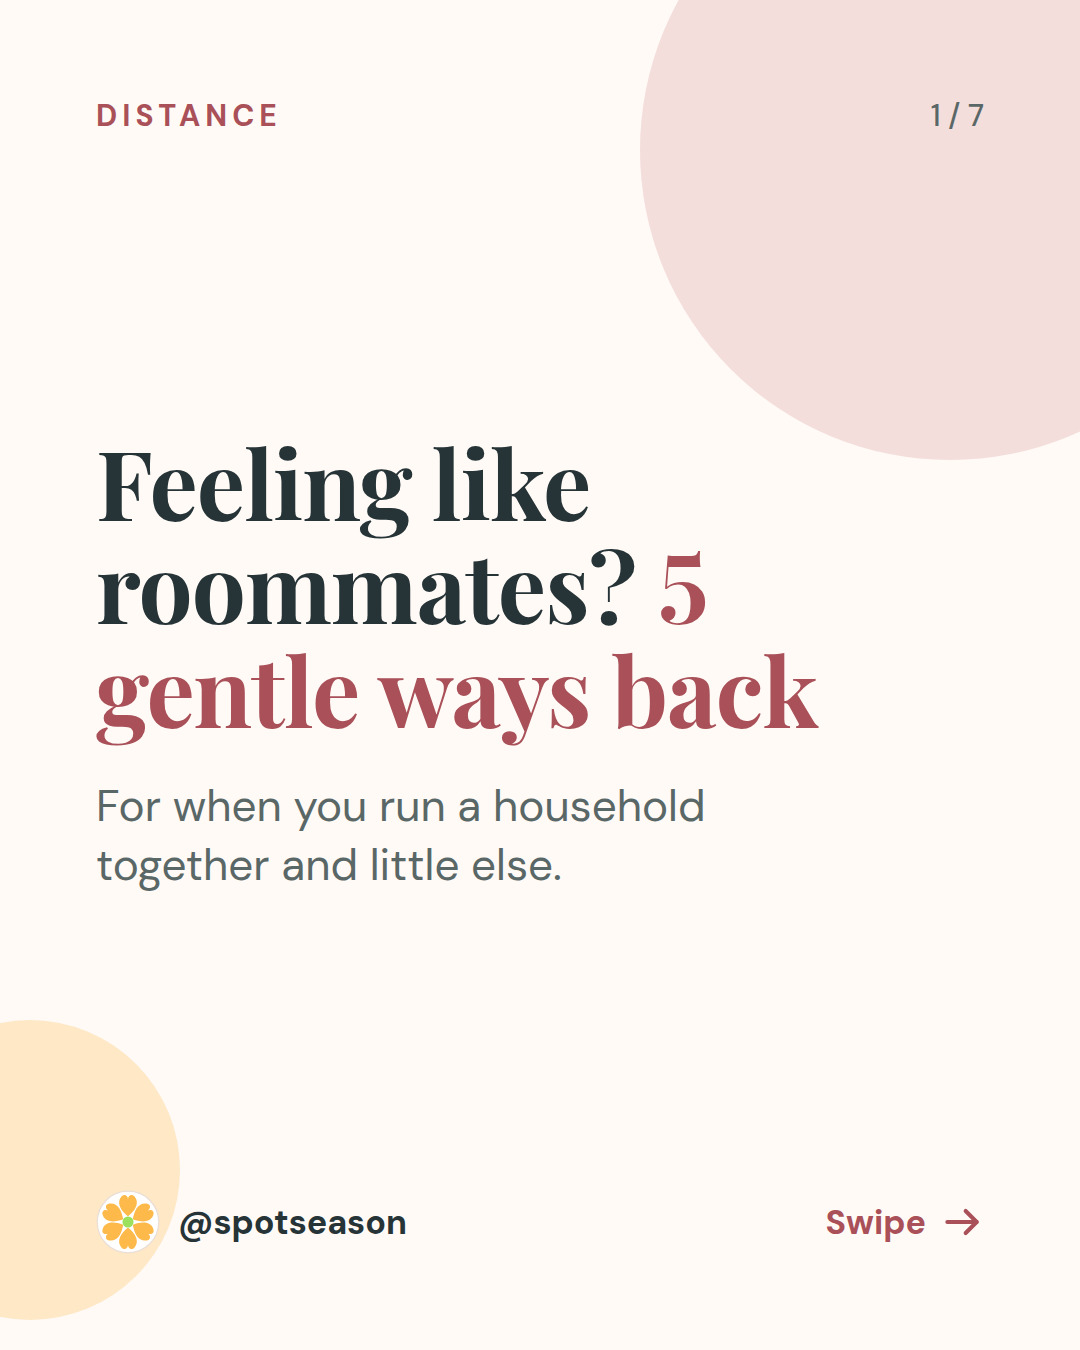 DISTANCE
1 / 7
Feeling like
roommates? 5
gentle ways back
For when you run a household
together and little else.
@spotseason
Swipe →